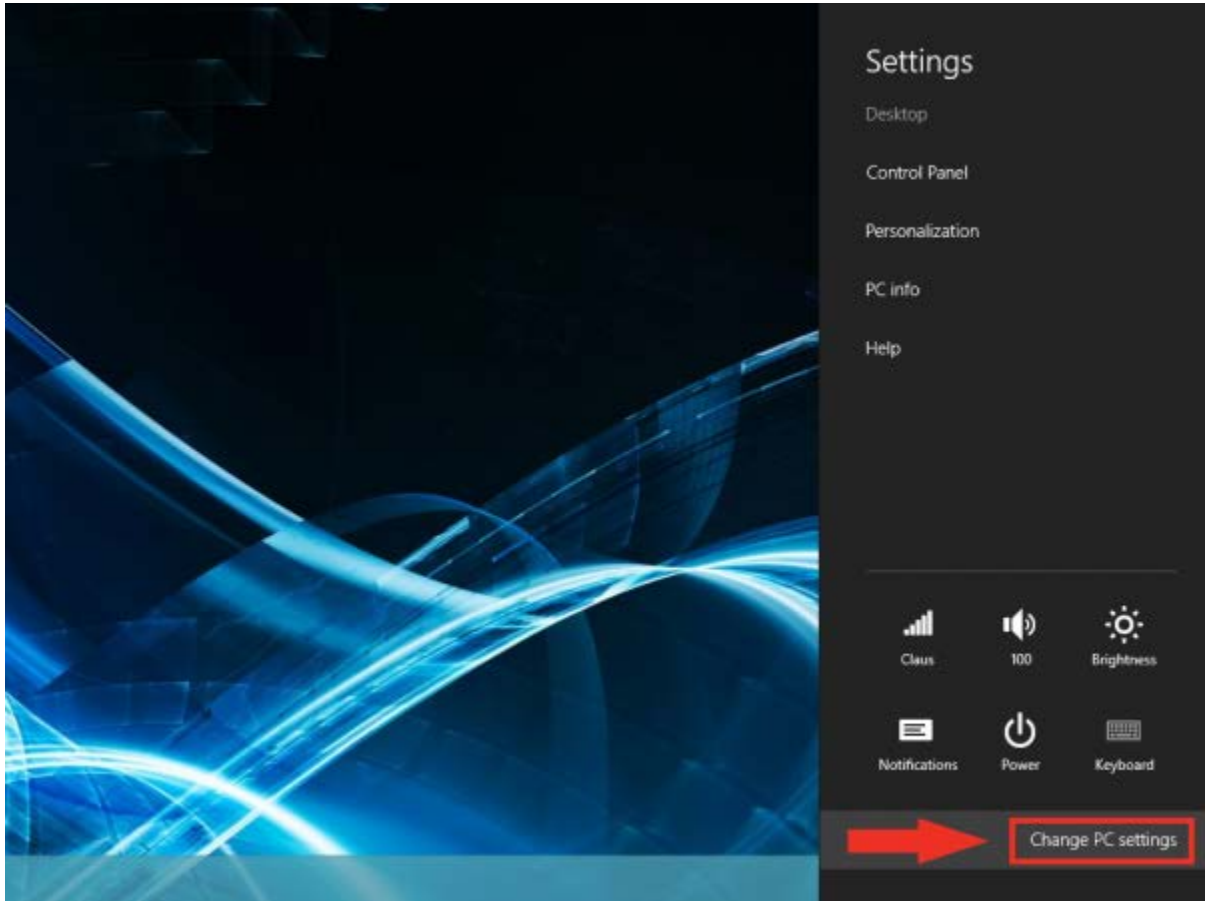 Settings
Desktop
Control Panel
Personalization
PC info
Help
Claus
100
Brightness
Notifications
Power
Keyboard
Change PC settings